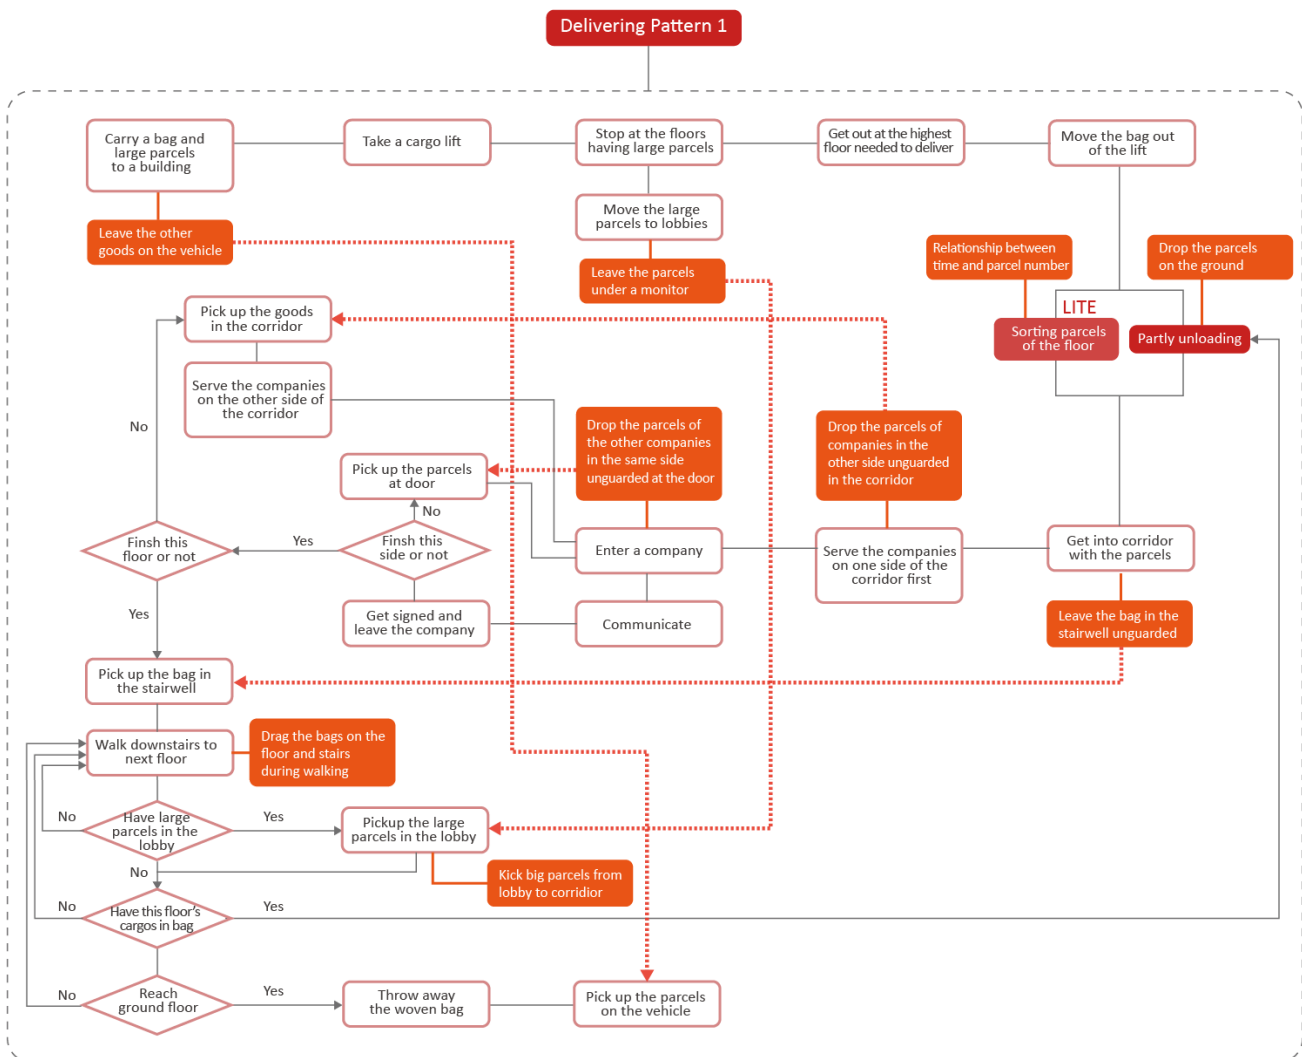 Delivering Pattern 1
Carry a bag and
large parcels
to a building
Take a cargo lift
Stop at the floors
having large parcels
Get out at the highest
floor needed to deliver
Move the bag out
of the lift
Leave the other
goods on the vehicle
Move the large
parcels to lobbies
Leave the parcels
under a monitor
Relationship between
time and parcel number
Drop the parcels
on the ground
LITE
Sorting parcels
of the floor
Partly unloading
Pick up the goods
in the corridor
Serve the companies
on the other side of
the corridor
No
Drop the parcels of
the other companies
in the same side
unguarded at the door
Drop the parcels of
companies in the
other side unguarded
in the corridor
Pick up the parcels
at door
No
Finsh this
floor or not
Yes
Finsh this
side or not
Enter a company
Serve the companies
on one side of the
corridor first
Get into corridor
with the parcels
Yes
Get signed and
leave the company
Communicate
Leave the bag in the
stairwell unguarded
Pick up the bag in
the stairwell
Walk downstairs to
next floor
Drag the bags on the
floor and stairs
during walking
No
Have large
parcels in the
lobby
Yes
Pickup the large
parcels in the lobby
No
Kick big parcels from
lobby to corridior
No
Have this floor's
cargos in bag
Yes
No
Reach
ground floor
Yes
Throw away
the woven bag
Pick up the parcels
on the vehicle